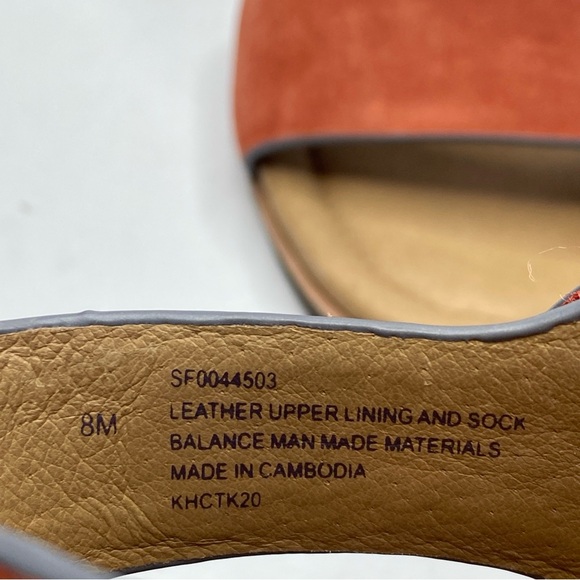 8M
SF0044503
LEATHER UPPER LINING AND SOCK
BALANCE MAN MADE MATERIALS
MADE IN CAMBODIA
KHCTK20